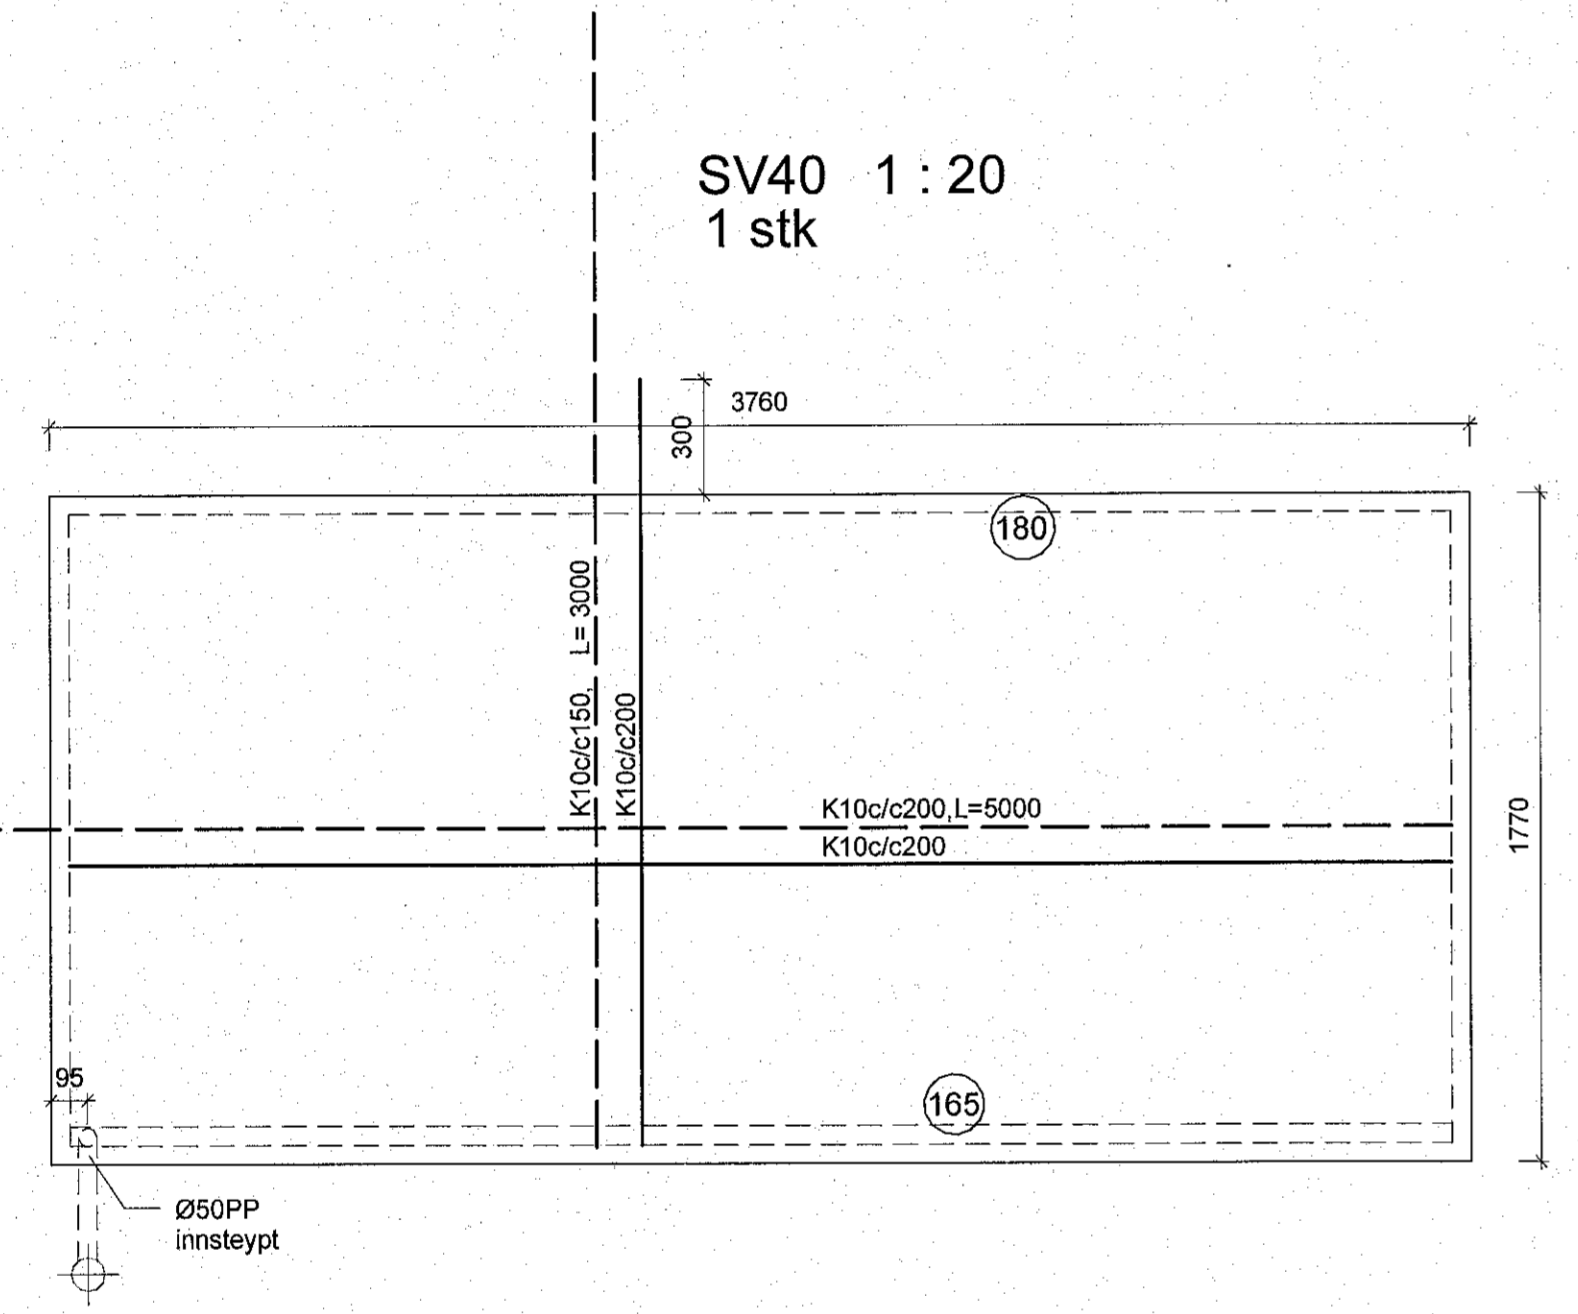 SV40 1 : 20
1 stk
3760
300
180
K10c/c150, L= 3000
K10c/c200
K10c/c200,L=5000
K10c/c200
1770
95
165
Ø50PP
innsteypt